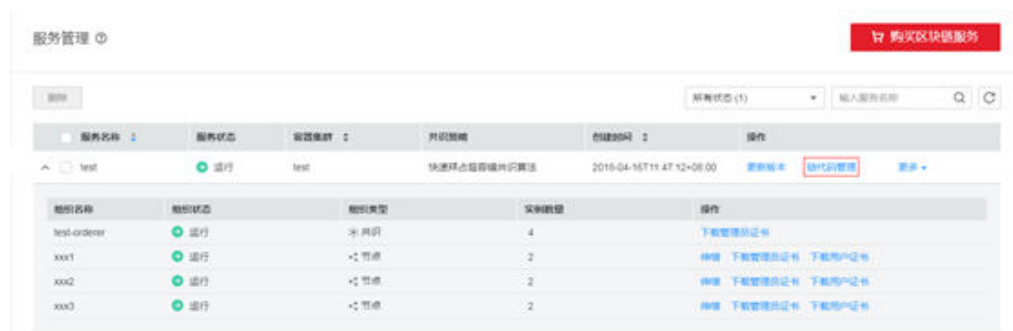 服务管理
购买区块链服务
删除 所有状态 (1) 输入服务名称
服务名称 服务状态 容器集群 共识策略 创建时间 操作
test 运行 test 快速拜占庭容错共识算法 2018-04-16T11:47:12+08:00 更新版本 链代码管理 更多
组织名称 组织状态 组织类型 实例数量 操作
test-orderer 运行 共识 4 下载管理员证书
xxx1 运行 节点 2 伸缩 下载管理员证书 下载用户证书
xxx2 运行 节点 2 伸缩 下载管理员证书 下载用户证书
xxx3 运行 节点 2 伸缩 下载管理员证书 下载用户证书